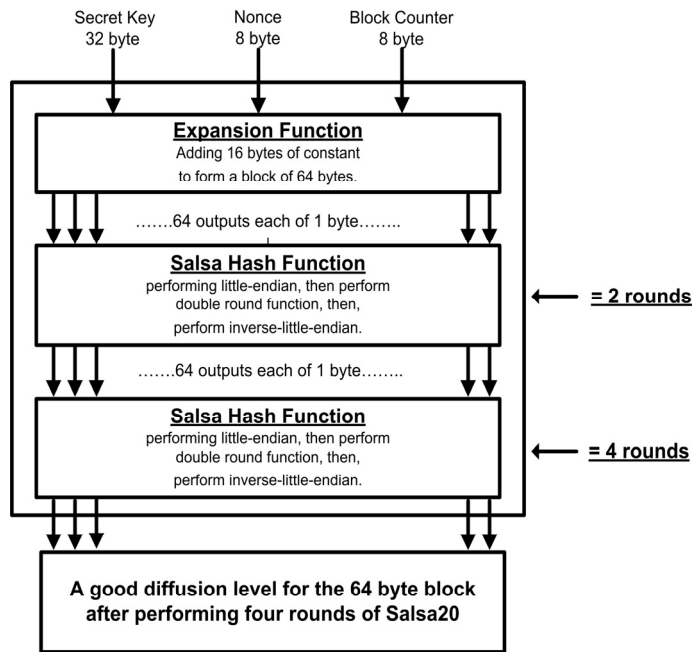 Secret Key
32 byte
Nonce
8 byte
Block Counter
8 byte
Expansion Function
Adding 16 bytes of constant
to form a block of 64 bytes.
.......64 outputs each of 1 byte........
Salsa Hash Function
performing little-endian, then perform
double round function, then,
perform inverse-little-endian.
= 2 rounds
.......64 outputs each of 1 byte........
Salsa Hash Function
performing little-endian, then perform
double round function, then,
perform inverse-little-endian.
= 4 rounds
A good diffusion level for the 64 byte block
after performing four rounds of Salsa20